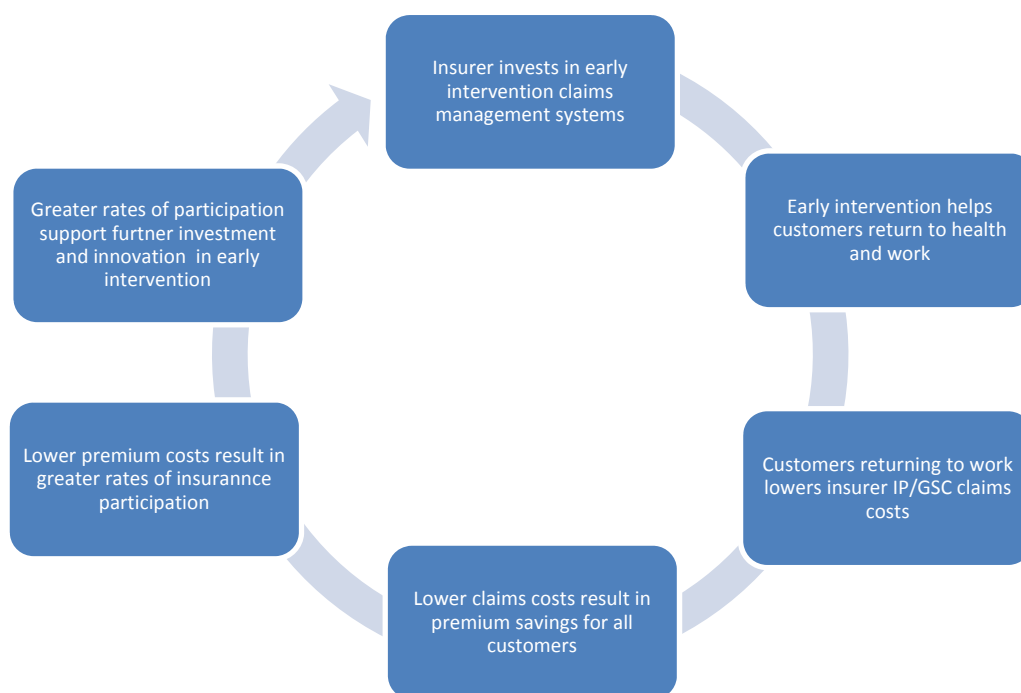 Insurer invests in early
intervention claims
management systems
Early intervention helps
customers return to health
and work
Customers returning to work
lowers insurer IP/GSC claims
costs
Lower claims costs result in
premium savings for all
customers
Lower premium costs result in
greater rates of insurannce
participation
Greater rates of participation
support furtner investment
and innovation in early
intervention